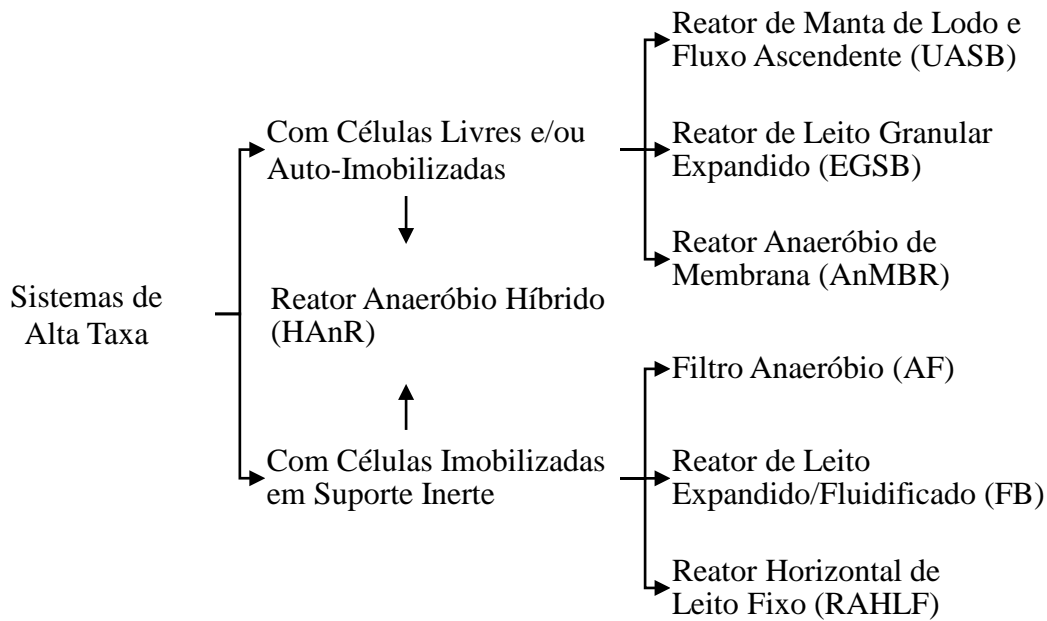 Sistemas de
Alta Taxa
Com Células Livres e/ou
Auto-Imobilizadas
Reator Anaeróbio Híbrido
(HAnR)
Com Células Imobilizadas
em Suporte Inerte
Reator de Manta de Lodo e
Fluxo Ascendente (UASB)
Reator de Leito Granular
Expandido (EGSB)
Reator Anaeróbio de
Membrana (AnMBR)
Filtro Anaeróbio (AF)
Reator de Leito
Expandido/Fluidificado (FB)
Reator Horizontal de
Leito Fixo (RAHLF)